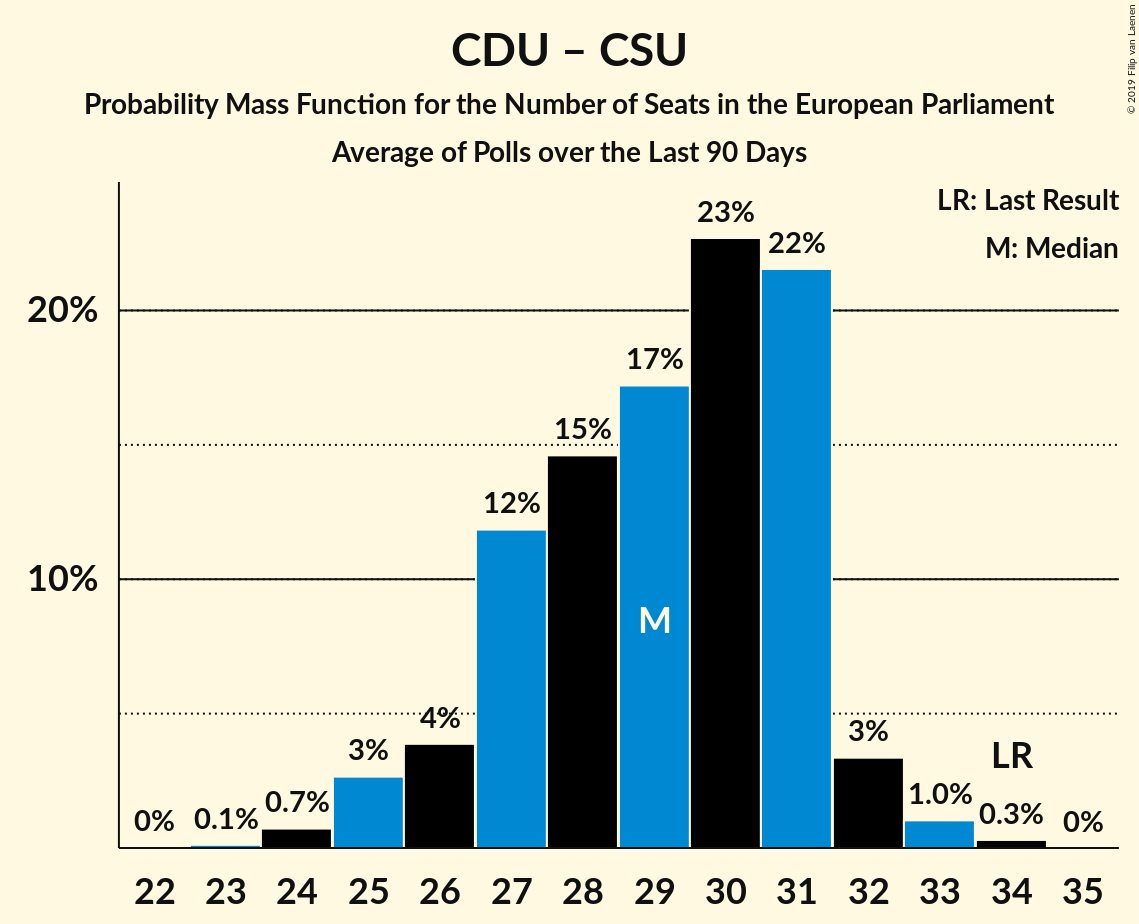 CDU – CSU
Probability Mass Function for the Number of Seats in the European Parliament
Average of Polls over the Last 90 Days
© 2019 Filip van Laenen
LR: Last Result
M: Median
20%
10%
0%
0.1%
0.7%
3%
4%
12%
15%
17%
23%
22%
3%
1.0%
0.3%
0%
M
LR
22 23 24 25 26 27 28 29 30 31 32 33 34 35